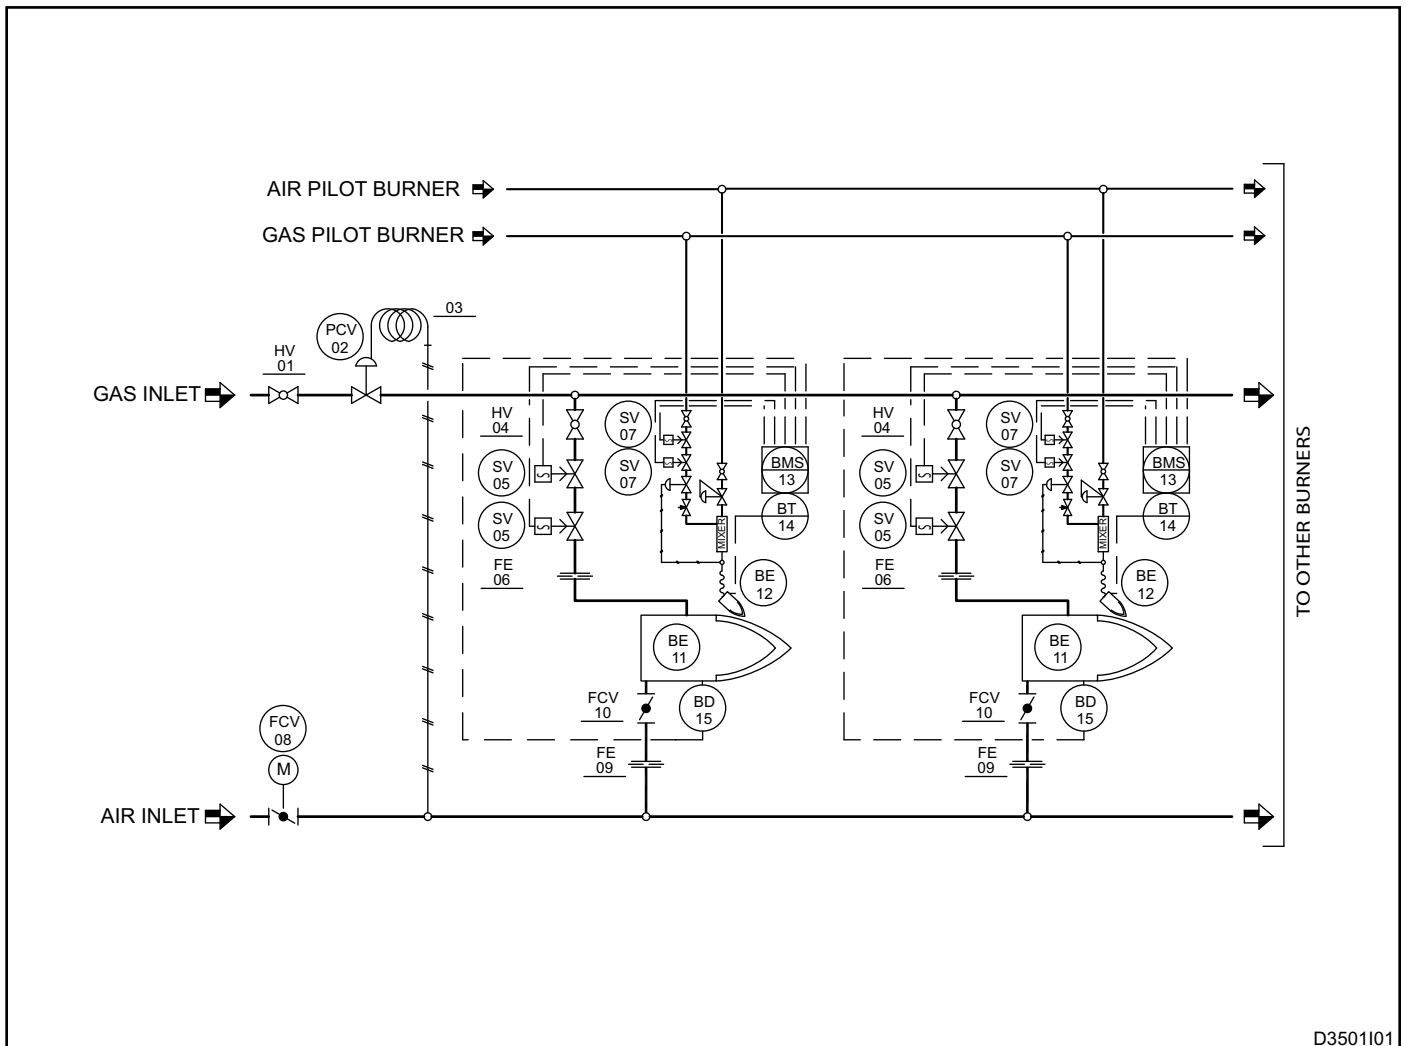 AIR PILOT BURNER
GAS PILOT BURNER
03
PCV
02
HV
01
GAS INLET
HV
04
SV
07
SV
07
SV
05
SV
05
BMS
13
BT
14
MIXER
FE
06
BE
12
BE
11
FCV
10
BD
15
FE
09
HV
04
SV
07
SV
07
SV
05
SV
05
BMS
13
BT
14
MIXER
FE
06
BE
12
BE
11
FCV
10
BD
15
FE
09
FCV
08
M
AIR INLET
TO OTHER BURNERS
D3501I01